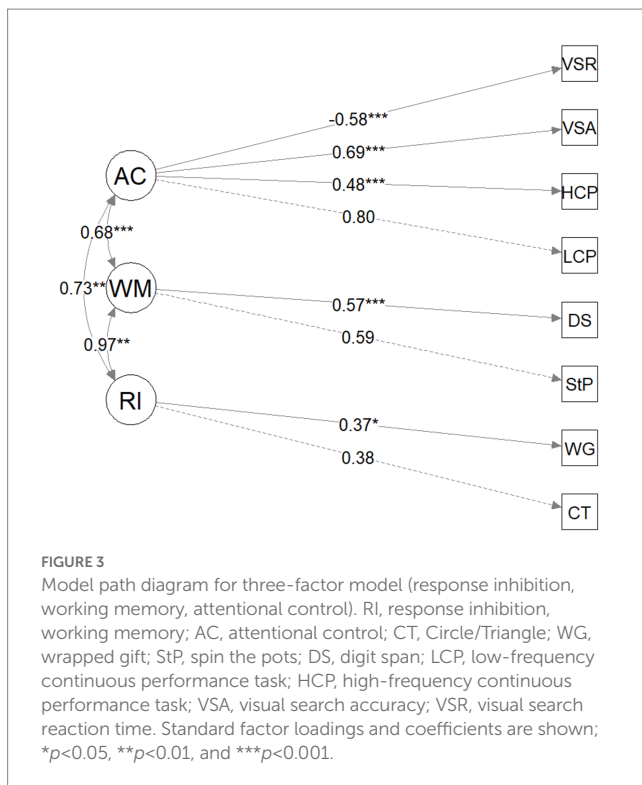 VSR
-0.58***
VSA
0.69***
AC
HCP
0.48***
0.80
0.68***
LCP
0.73**
WM
0.57***
DS
0.59
0.97**
StP
RI
0.37*
WG
0.38
CT
FIGURE 3
Model path diagram for three-factor model (response inhibition,
working memory, attentional control). RI, response inhibition,
working memory; AC, attentional control; CT, Circle/Triangle; WG,
wrapped gift; StP, spin the pots; DS, digit span; LCP, low-frequency
continuous performance task; HCP, high-frequency continuous
performance task; VSA, visual search accuracy; VSR, visual search
reaction time. Standard factor loadings and coefficients are shown;
*p<0.05, **p<0.01, and ***p<0.001.